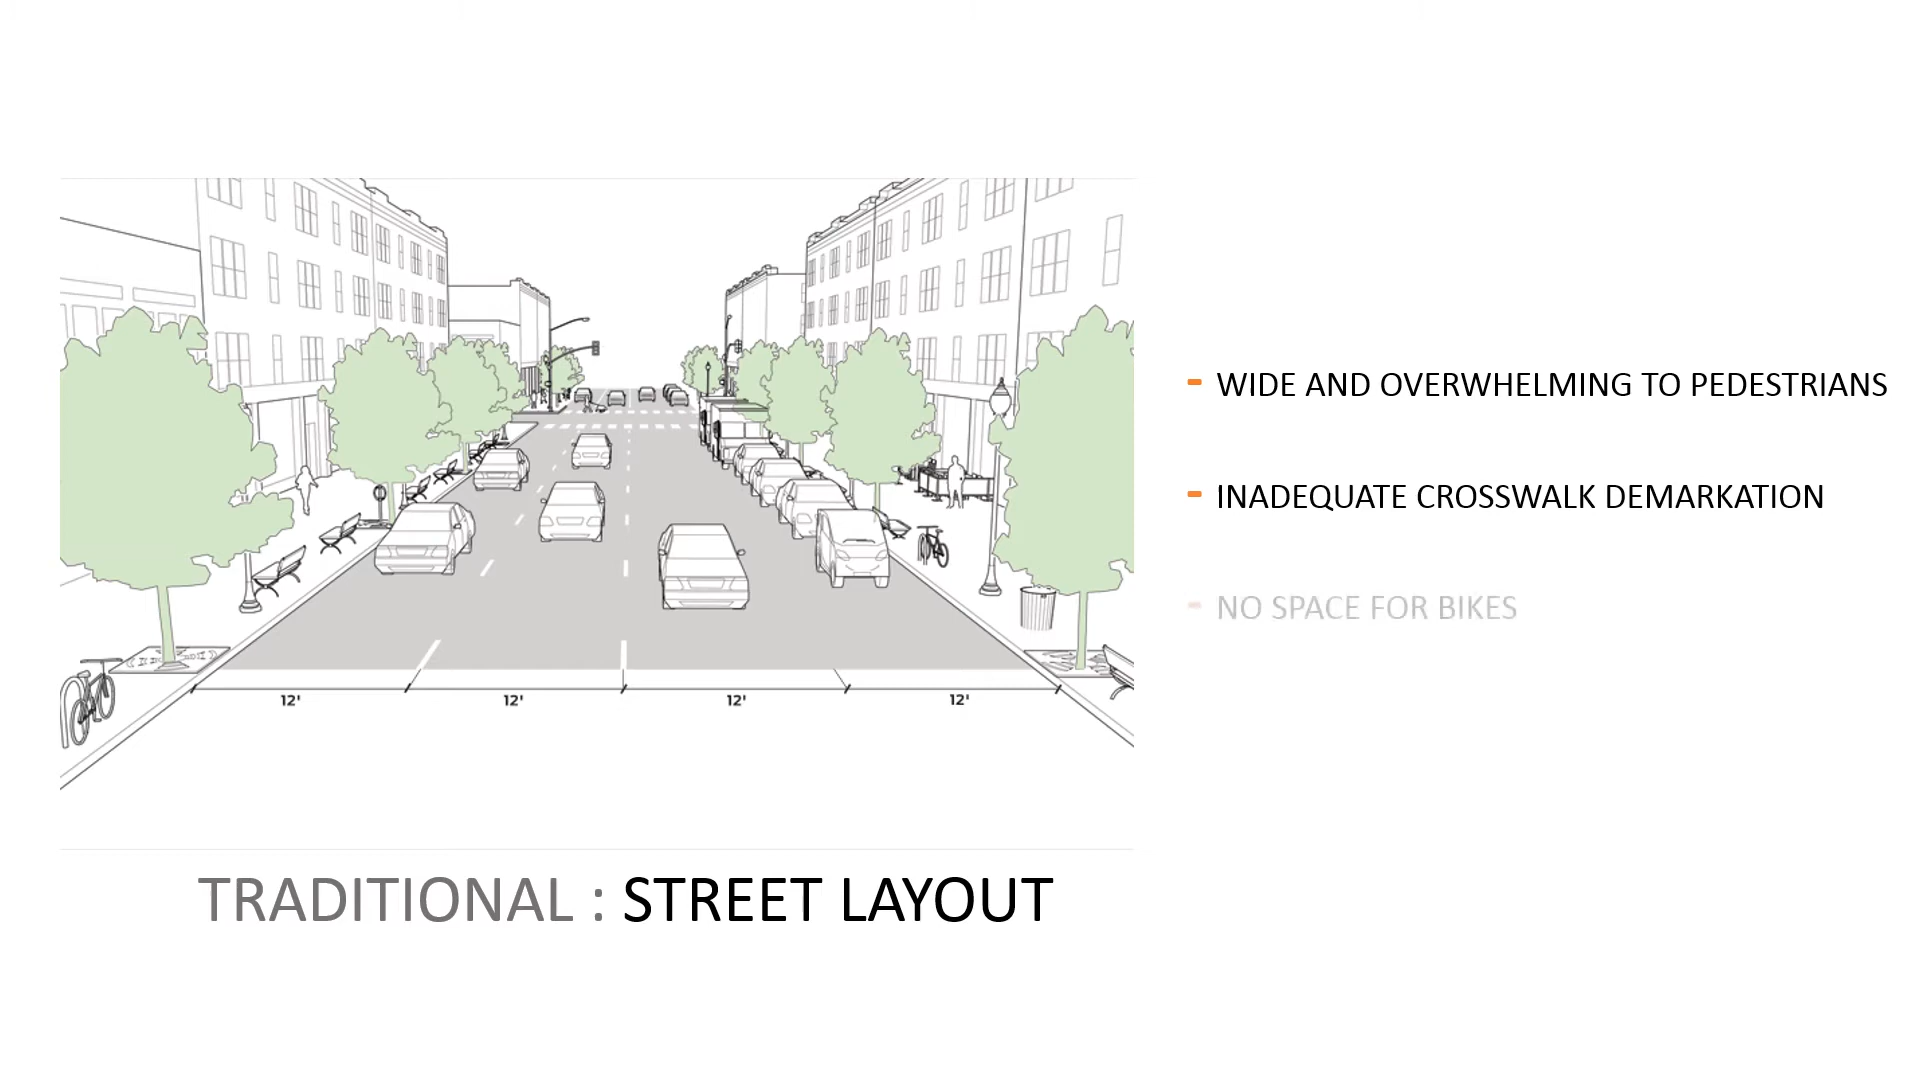 - WIDE AND OVERWHELMING TO PEDESTRIANS
- INADEQUATE CROSSWALK DEMARKATION
- NO SPACE FOR BIKES
12' 12' 12' 12'
TRADITIONAL : STREET LAYOUT